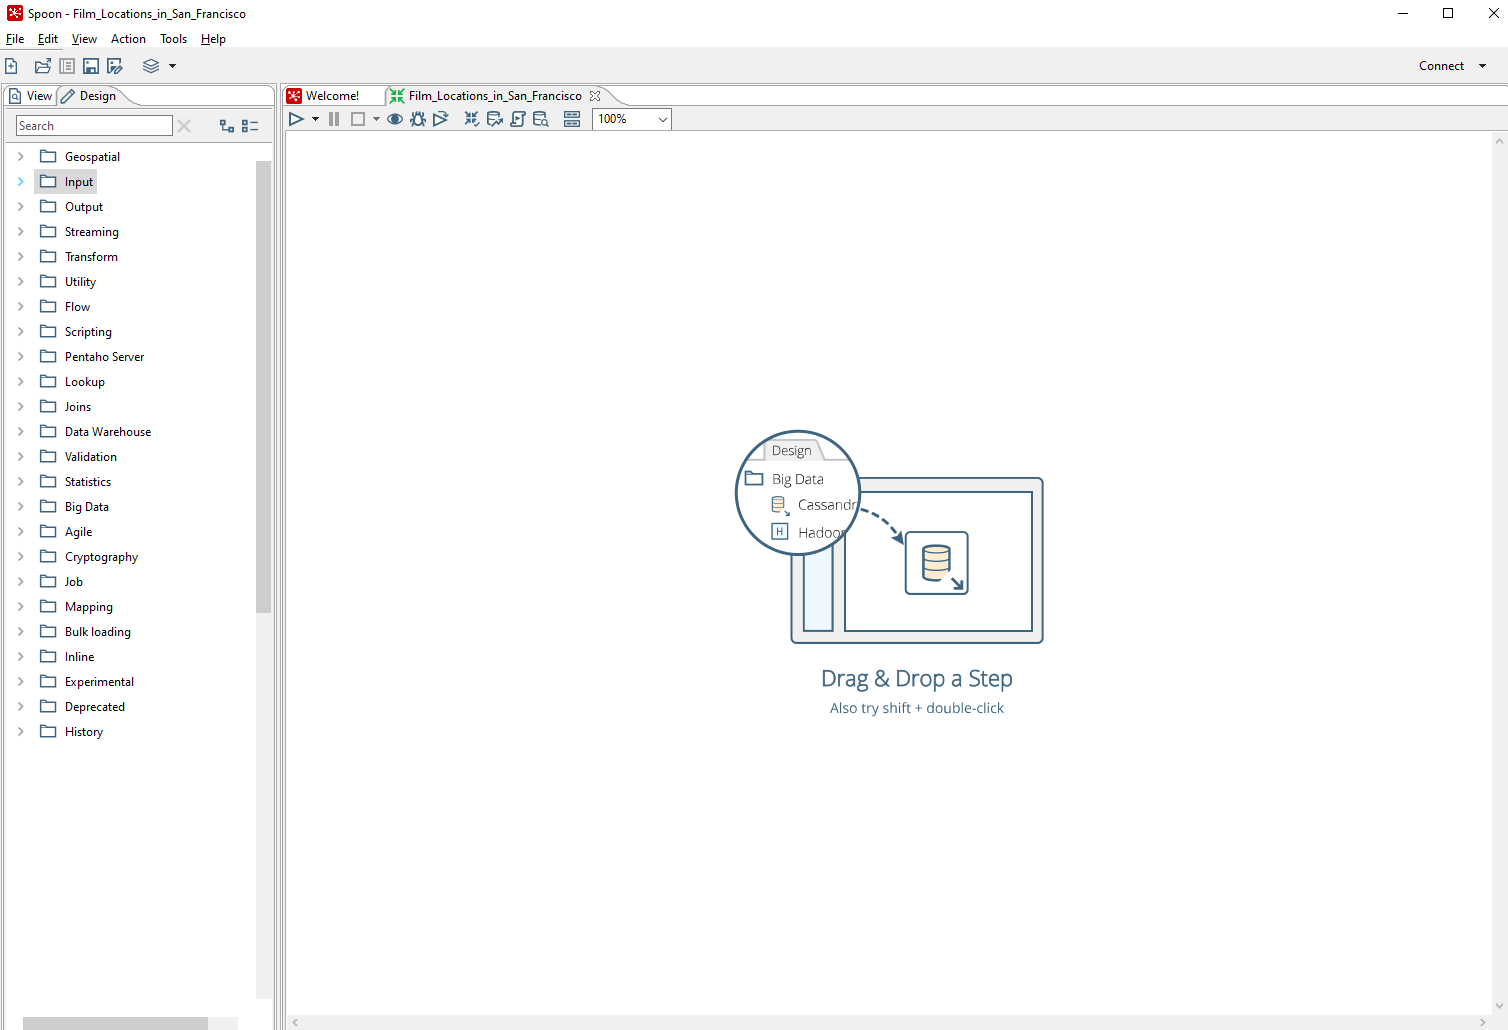 Spoon - Film_Locations_in_San_Francisco
File Edit View Action Tools Help
Connect
View Design
Welcome! Film_Locations_in_San_Francisco
Search
100%
Geospatial
Input
Output
Streaming
Transform
Utility
Flow
Scripting
Pentaho Server
Lookup
Joins
Data Warehouse
Validation
Statistics
Big Data
Agile
Cryptography
Job
Mapping
Bulk loading
Inline
Experimental
Deprecated
History
Design
Big Data
Cassandr
H Hadoop
Drag & Drop a Step
Also try shift + double-click